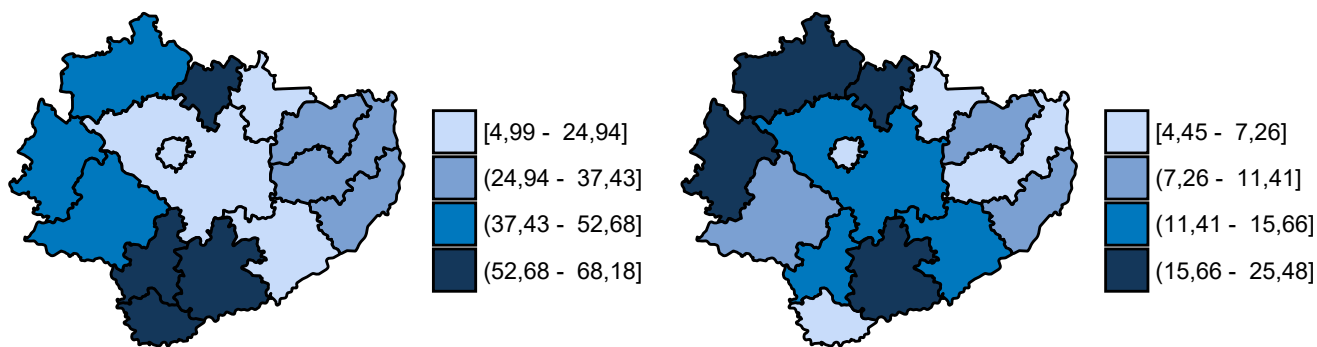 [4,99 - 24,94]
(24,94 - 37,43]
(37,43 - 52,68]
(52,68 - 68,18]
[4,45 - 7,26]
(7,26 - 11,41]
(11,41 - 15,66]
(15,66 - 25,48]